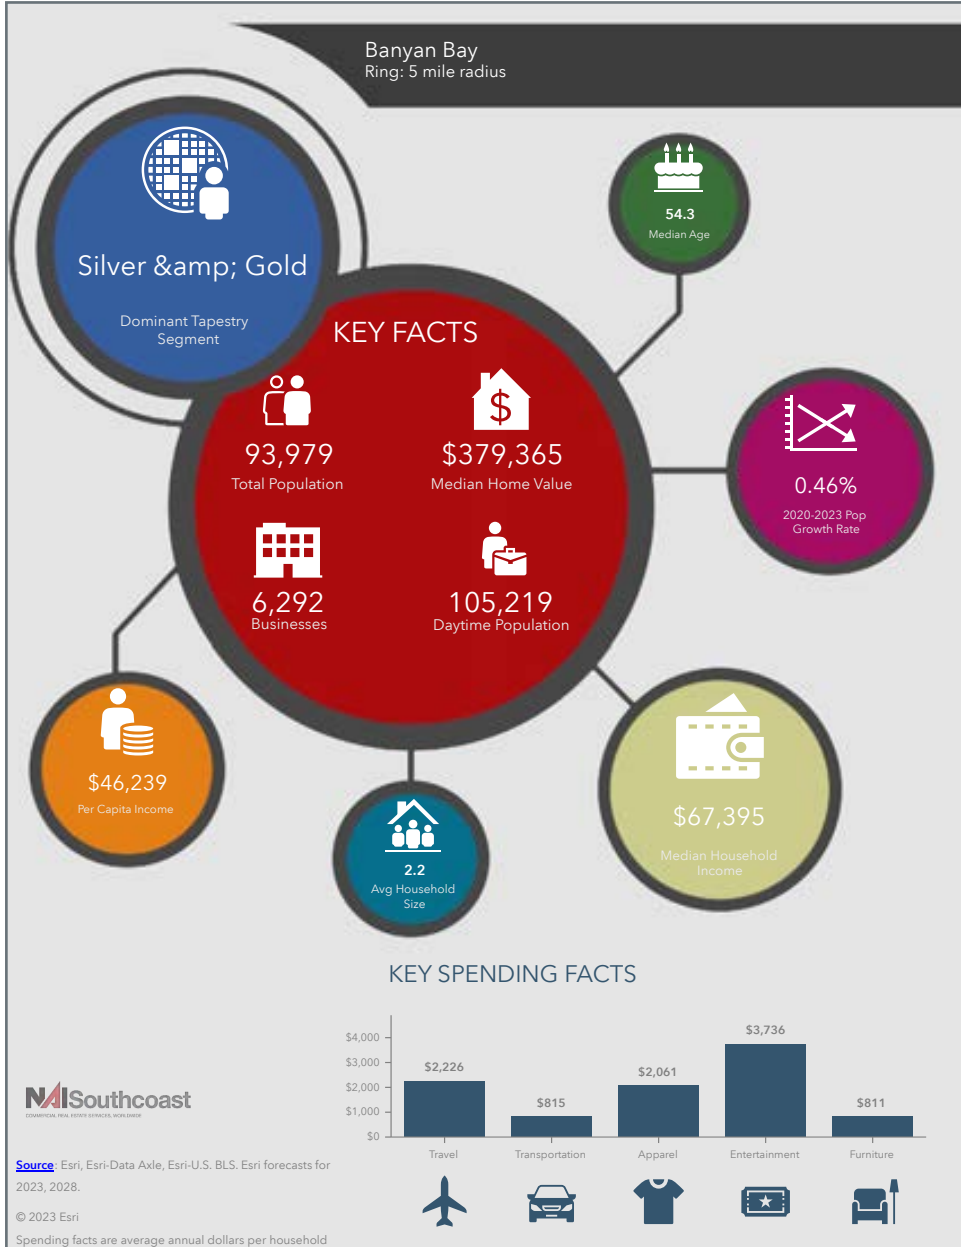 Banyan Bay
Ring: 5 mile radius
Silver &amp; Gold
Dominant Tapestry
Segment
54.3
Median Age
KEY FACTS
93,979
Total Population
$379,365
Median Home Value
6,292
Businesses
105,219
Daytime Population
0.46%
2020-2023 Pop
Growth Rate
$46,239
Per Capita Income
2.2
Avg Household
Size
$67,395
Median Household
Income
KEY SPENDING FACTS
$4,000
$3,000
$2,000
$1,000
$0
$2,226
$815
$2,061
$3,736
$811
Travel
Transportation
Apparel
Entertainment
Furniture
NAISouthcoast
COMMERCIAL REAL ESTATE SERVICES, WORLDWIDE
Source: Esri, Esri-Data Axle, Esri-U.S. BLS. Esri forecasts for
2023, 2028.
© 2023 Esri
Spending facts are average annual dollars per household